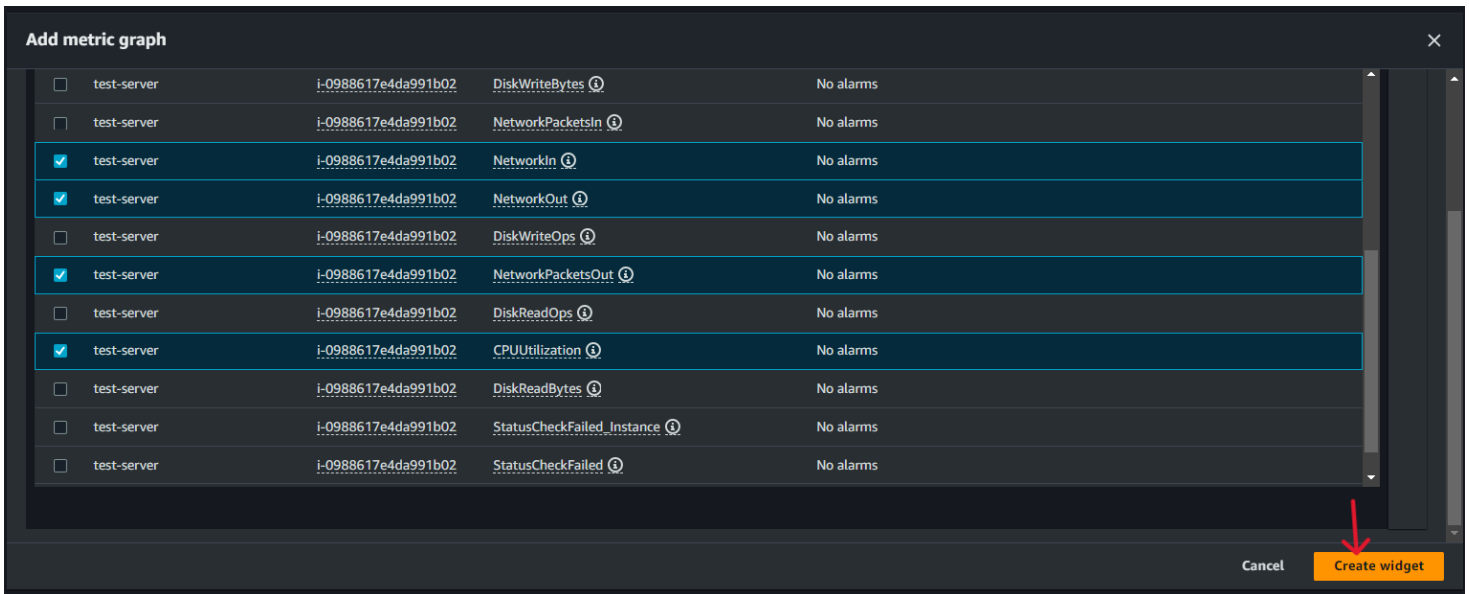 Add metric graph
test-server i-0988617e4da991b02 DiskWriteBytes No alarms
test-server i-0988617e4da991b02 NetworkPacketsIn No alarms
test-server i-0988617e4da991b02 NetworkIn No alarms
test-server i-0988617e4da991b02 NetworkOut No alarms
test-server i-0988617e4da991b02 DiskWriteOps No alarms
test-server i-0988617e4da991b02 NetworkPacketsOut No alarms
test-server i-0988617e4da991b02 DiskReadOps No alarms
test-server i-0988617e4da991b02 CPUUtilization No alarms
test-server i-0988617e4da991b02 DiskReadBytes No alarms
test-server i-0988617e4da991b02 StatusCheckFailed_Instance No alarms
test-server i-0988617e4da991b02 StatusCheckFailed No alarms
Cancel Create widget